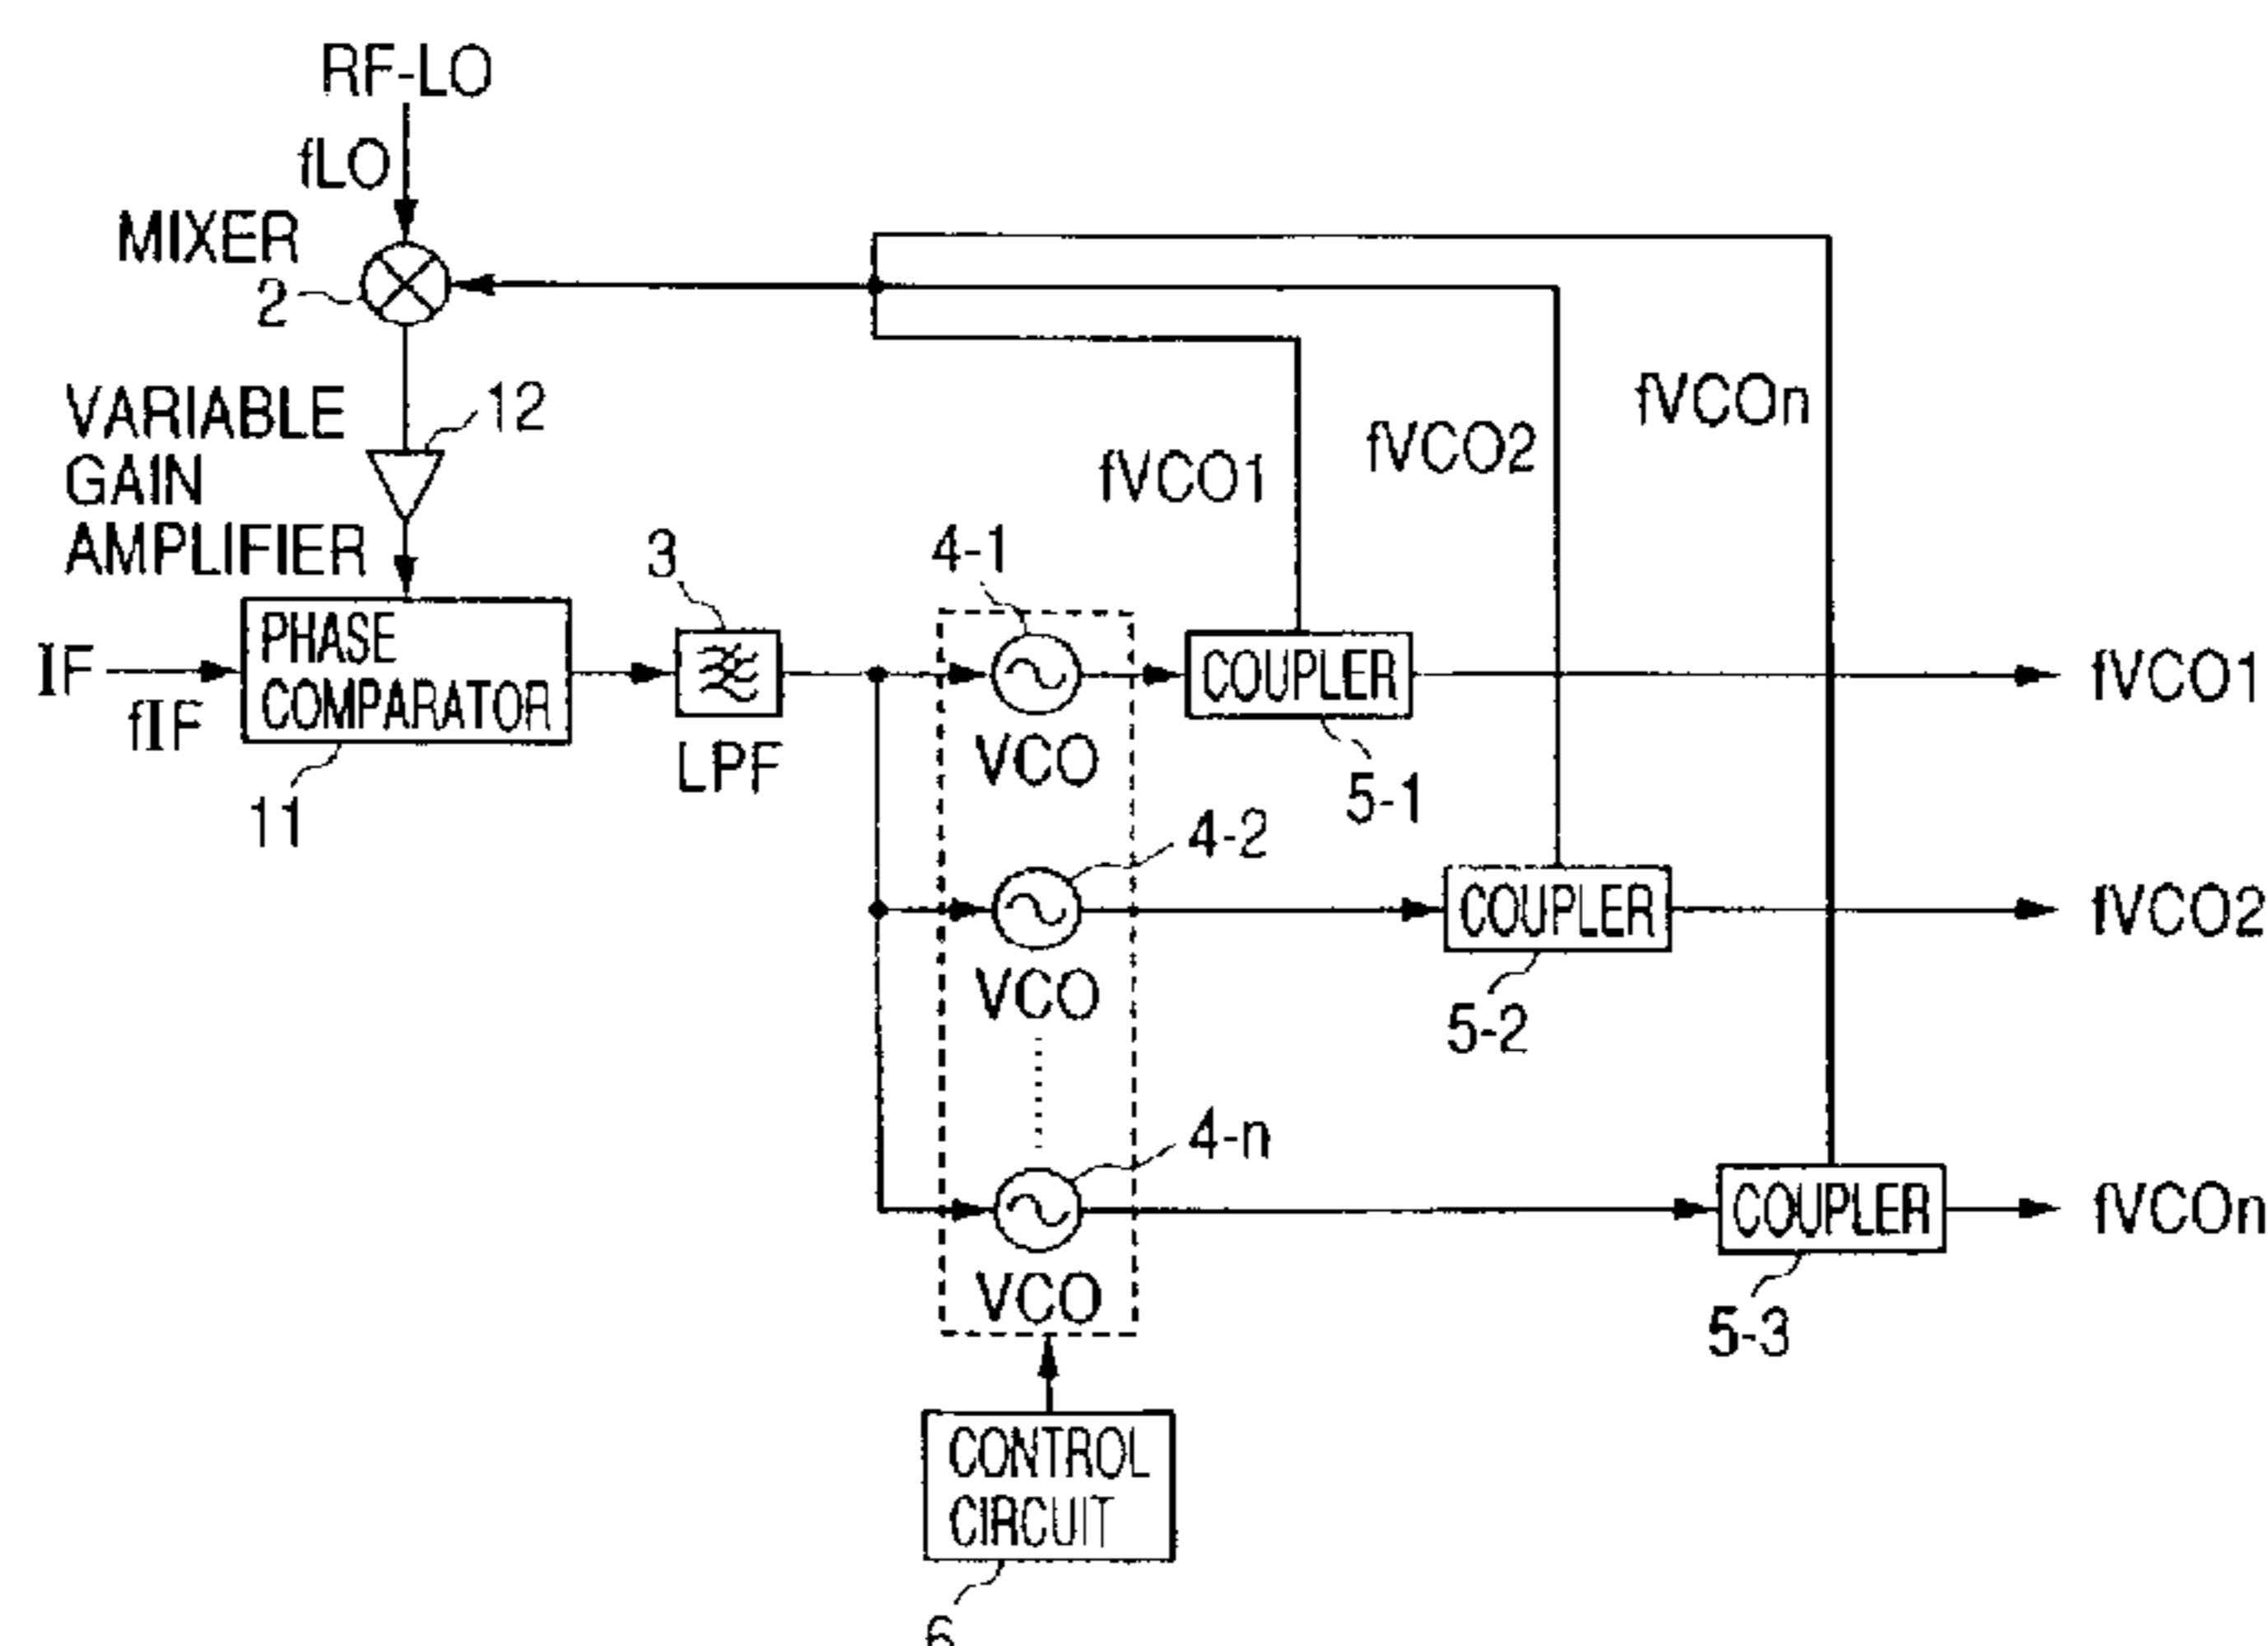 RF-LO
fLO
MIXER
2
VARIABLE
GAIN
AMPLIFIER
12
fVCO1
fVCO2
fVCOn
IF
fIF
PHASE
COMPARATOR
11
3
LPF
4-1
VCO
COUPLER
5-1
fVCO1
4-2
VCO
COUPLER
5-2
fVCO2
4-n
VCO
COUPLER
5-3
fVCOn
CONTROL
CIRCUIT
6